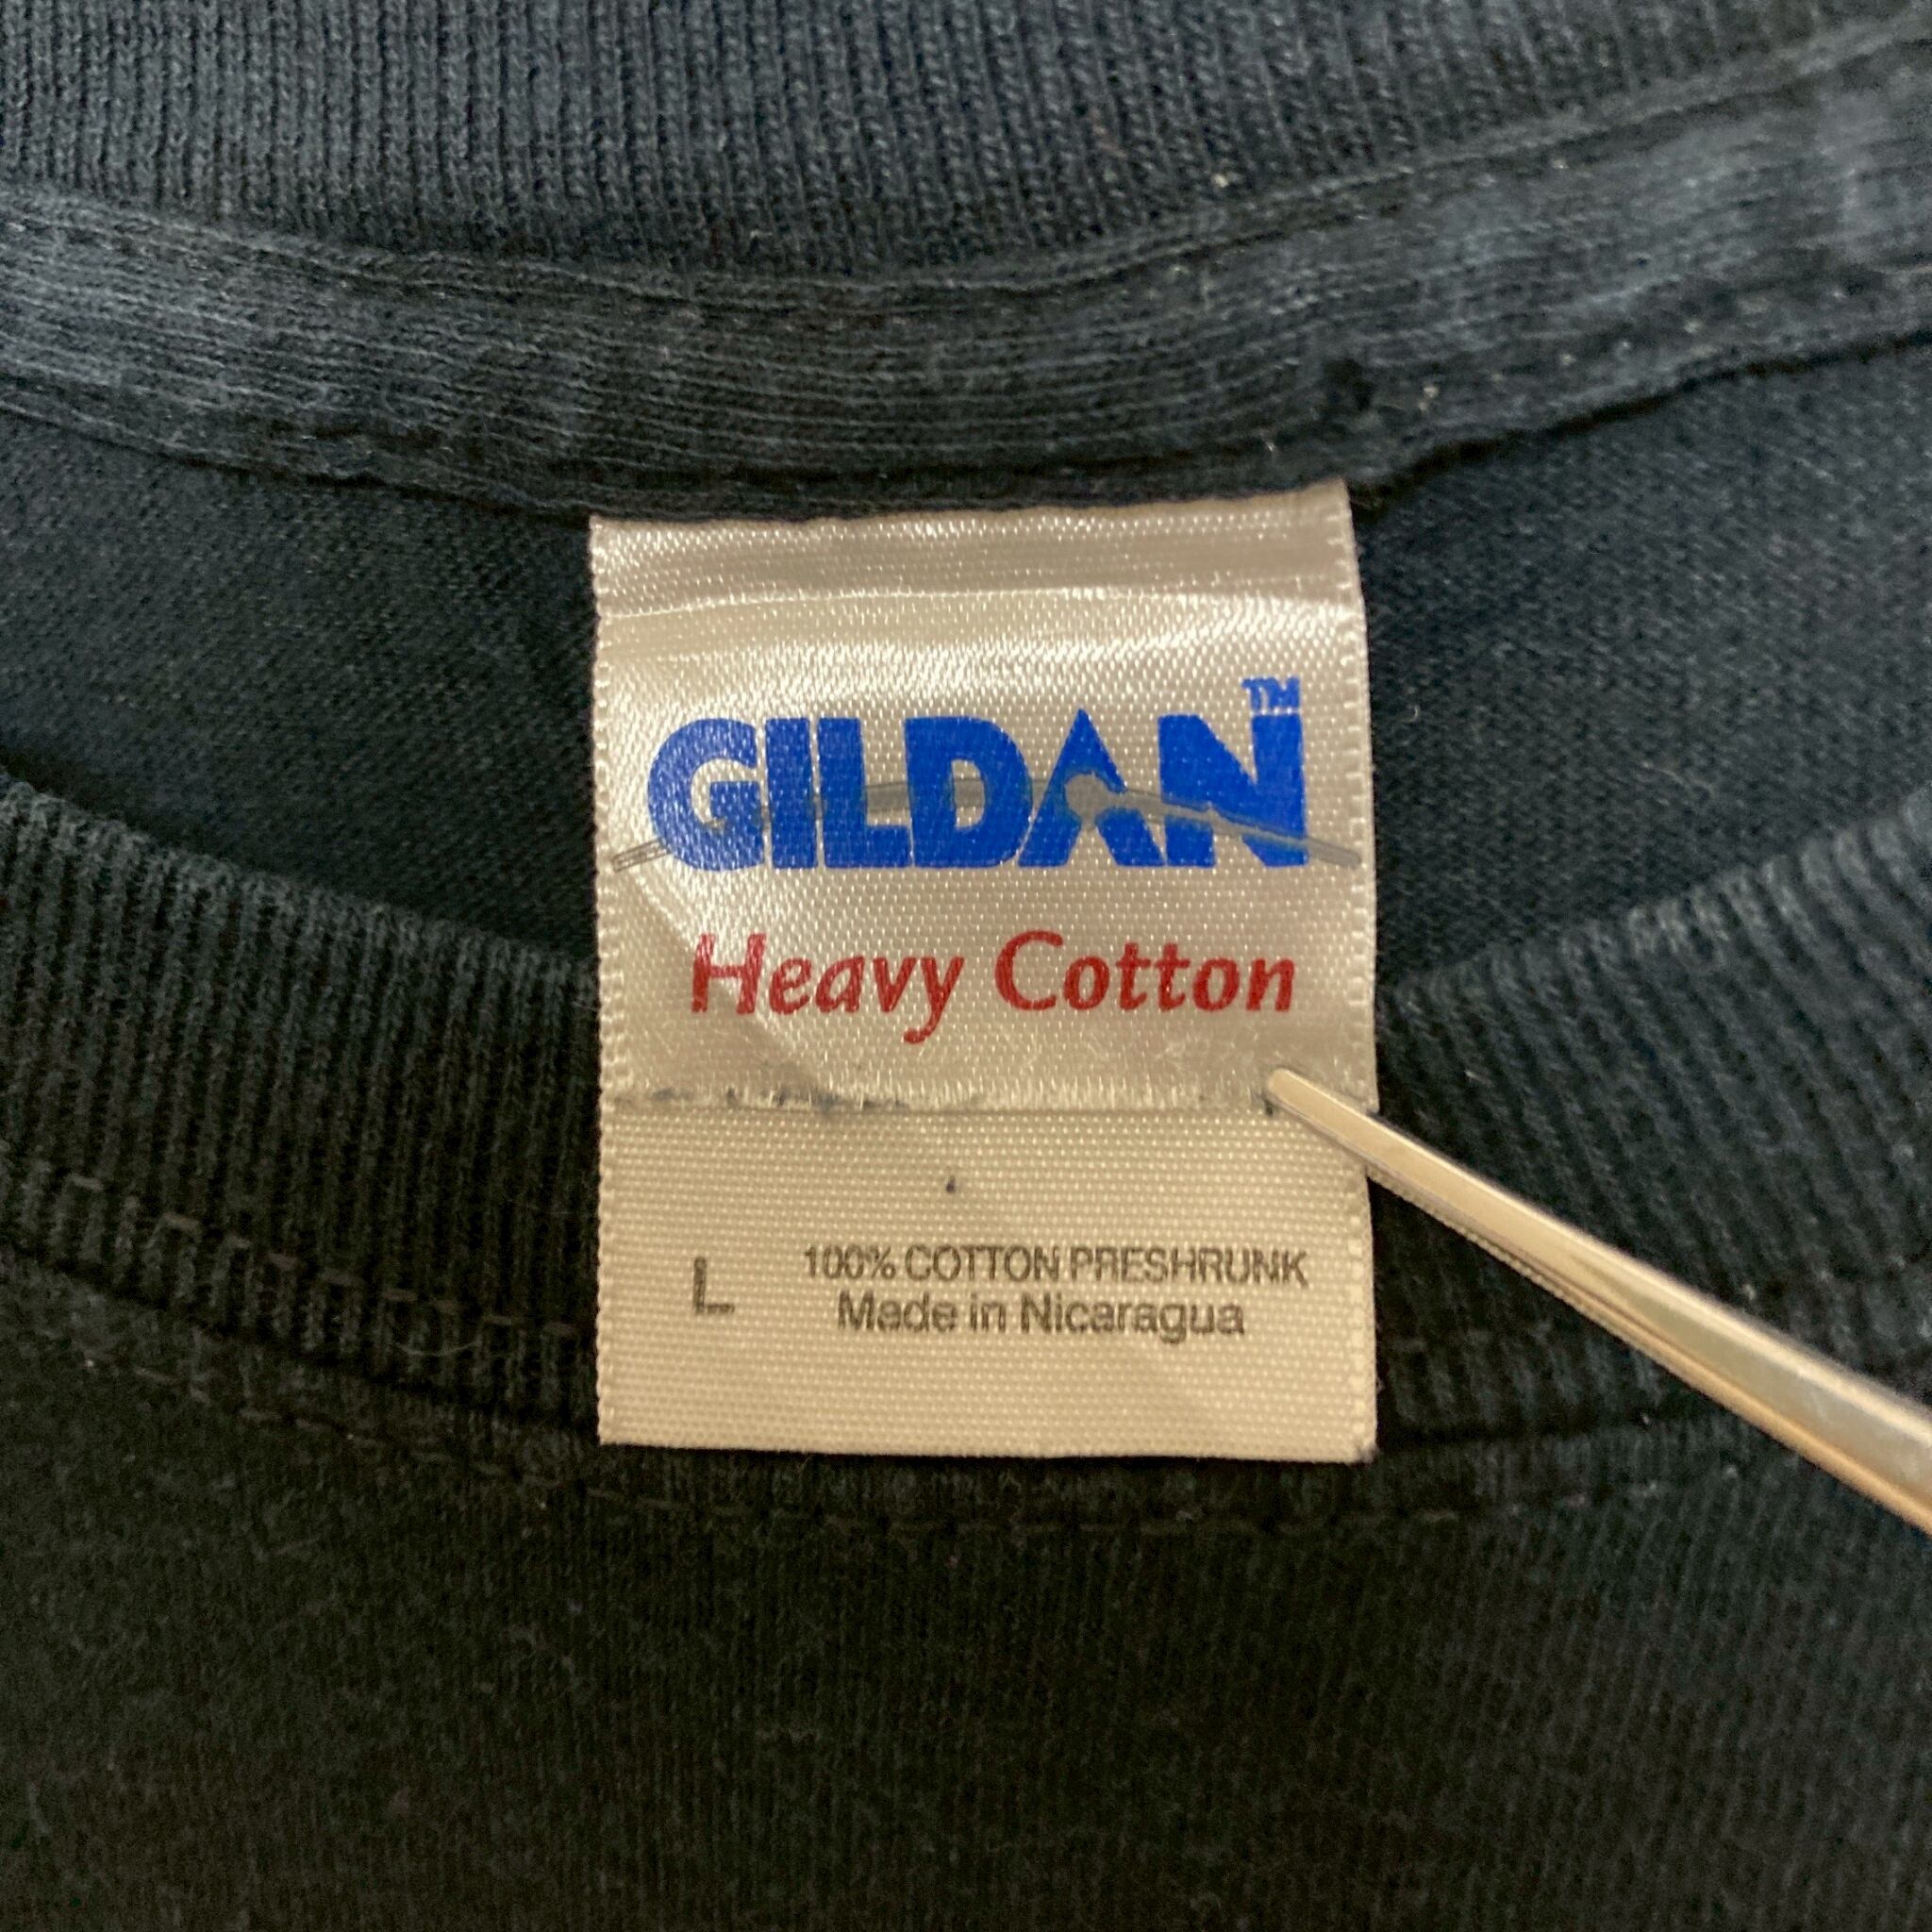 GILDAN™
Heavy Cotton
L 100% COTTON PRESHRUNK
Made in Nicaragua